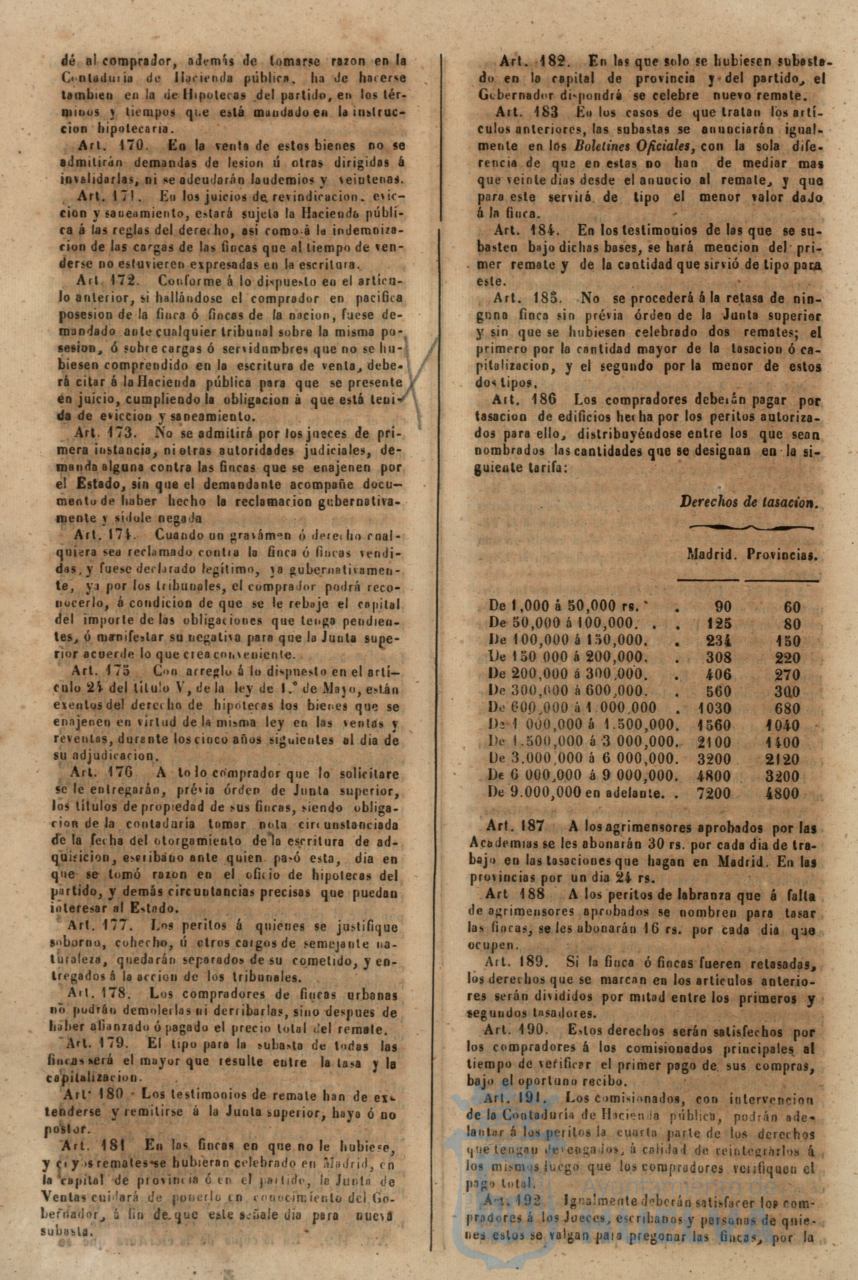 dé al comprador, además de tomarse razon en la
Contaduría de Hacienda pública, ha de hacerse
tambien en la de Hipotecas del partido, en los tér-
minos y tiempos que está mandado en la instruc-
cion hipotecaria.
Art. 170. En la venta de estos bienes no se
admitirán demandas de lesion ú otras dirigidas á
invalidarlas, ni se adeudarán laudemios y veintenas.
Art. 171. En los juicios de revindicacion, evic-
cion y saneamiento, estará sujeta la Hacienda públi-
ca á las reglas del derecho, así como á la indemniza-
cion de las cargas de las fincas que al tiempo de ven-
derse no estuvieren expresadas en la escritura.
Art. 172. Conforme á lo dispuesto en el artícu-
lo anterior, si hallándose el comprador en pacífica
posesion de la finca ó fincas de la nacion, fuese de-
mandado ante cualquier tribunal sobre la misma po-
sesion, ó sobre cargas ó servidumbres que no se hu-
biesen comprendido en la escritura de venta, debe-
rá citar á la Hacienda pública para que se presente
en juicio, cumpliendo la obligacion á que está teni-
da de eviccion y saneamiento.
Art. 173. No se admitirá por los jueces de pri-
mera instancia, ni otras autoridades judiciales, de-
manda alguna contra las fincas que se enajenen por
el Estado, sin que el demandante acompañe docu-
mento de haber hecho la reclamacion gubernativa-
mente y sídole negada
Art. 174. Cuando un gravámen ó derecho cual-
quiera sea reclamado contra la finca ó fincas vendi-
das, y fuese declarado legítimo, ya gubernativamen-
te, ya por los tribunales, el comprador podrá reco-
nocerlo, á condicion de que se le rebaje el capital
del importe de las obligaciones que tenga pendien-
tes, ó manifestar su negativa para que la Junta supe-
rior acuerde lo que crea conveniente.
Art. 175 Con arreglo á lo dispuesto en el artí-
culo 24 del título V, de la ley de 1.º de Mayo, están
exentos del derecho de hipotecas los bienes que se
enajenen en virtud de la misma ley en las ventas y
reventas, durante los cinco años siguientes al dia de
su adjudicacion.
Art. 176 A todo comprador que lo solicitare
se le entregarán, prévia órden de Junta superior,
los títulos de propiedad de sus fincas, siendo obliga-
cion de la contaduría tomar nota circunstanciada
de la fecha del otorgamento de la escritura de ad-
quisicion, escribano ante quien pasó esta, dia en
que se tomó razon en el oficio de hipotecas del
partido, y demás circuntancias precisas que puedan
interesar al Estado.
Art. 177. Los peritos á quienes se justifique
soborno, cohecho, ú otros cargos de semejante na-
turaleza, quedarán separados de su cometido, y en-
tregados á la accion de los tribunales.
Art. 178. Los compradores de fincas urbanas
no podrán demolerlas ni derribarlas, sino despues de
haber afianzado ó pagado el precio total del remate.
Art. 179. El tipo para la subasta de todas las
fincas será el mayor que resulte entre la tasa y la
capitalizacion.
Art. 180 Los testimonios de remate han de ex-
tenderse y remitirse á la Junta superior, haya ó no
postor.
Art. 181 En las fincas en que no le hubiese,
y cuyos remates se hubieran celebrado en Madrid, en
la capital de provincia ó en el partido, la Junta de
Ventas cuidará de ponerlo en conocimiento del Go-
bernador, á fin de que este señale dia para nueva
subasta.
Art. 182. En las que solo se hubiesen subasta-
do en la capital de provincia y del partido, el
Gobernador dispondrá se celebre nuevo remate.
Art. 183 En los casos de que tratan los artí-
culos anteriores, las subastas se anunciarán igual-
mente en los Boletines Oficiales, con la sola dife-
rencia de que en estas no han de mediar mas
que veinte dias desde el anuncio al remate, y que
para este servirá de tipo el menor valor dado
á la finca.
Art. 184. En los testimonios de las que se su-
basten bajo dichas bases, se hará mencion del pri-
mer remate y de la cantidad que sirvió de tipo para
este.
Art. 185. No se procederá á la retasa de nin-
guna finca sin prévia órden de la Junta superior
y sin que se hubiesen celebrado dos remates; el
primero por la cantidad mayor de la tasacion ó ca-
pitalizacion, y el segundo por la menor de estos
dos tipos.
Art. 186 Los compradores deberán pagar por
tasacion de edificios hecha por los peritos autoriza-
dos para ello, distribuyéndose entre los que sean
nombrados las cantidades que se designan en la si-
guiente tarifa:
Derechos de tasacion.
Madrid. Provincias.
De 1,000 á 50,000 rs. . 90 60
De 50,000 á 100,000. . . 125 80
De 100,000 á 150,000. . 234 150
De 150 000 á 200,000. . 308 220
De 200,000 á 300,000. . 406 270
De 300,000 á 600,000. . 560 300
De 600,000 á 1.000 000 . 1030 680
De 1 000,000 á 1.500,000. 1560 1040
De 1.500,000 á 3 000,000. 2100 1400
De 3.000,000 á 6 000,000. 3200 2120
De 6 000,000 á 9 000,000. 4800 3200
De 9.000,000 en adelante. . 7200 4800
Art. 187 A los agrimensores aprobados por las
Academias se les abonarán 30 rs. por cada dia de tra-
bajo en las tasaciones que hagan en Madrid. En las
provincias por un dia 24 rs.
Art 188 A los peritos de labranza que á falta
de agrimensores aprobados se nombren para tasar
las fincas, se les abonarán 16 rs. por cada dia que
ocupen.
Art. 189. Si la finca ó fincas fueren retasadas,
los derechos que se marcan en los artículos anterio-
res serán divididos por mitad entre los primeros y
segundos tasadores.
Art. 190. Estos derechos serán satisfechos por
los compradores á los comisionados principales al
tiempo de verificar el primer pago de sus compras,
bajo el oportuno recibo.
Art. 191. Los comisionados, con intervencion
de la Contaduría de Hacienda pública, podrán ade-
lantar á los peritos la cuarta parte de los derechos
que tengan devengados, á calidad de reintegrarlos á
los mismos luego que los compradores verifiquen el
pago total.
Art. 192 Igualmente deberán satisfacer los com-
pradores á los Jueces, escribanos y personas de quie-
nes estos se valgan para pregonar las fincas, por la